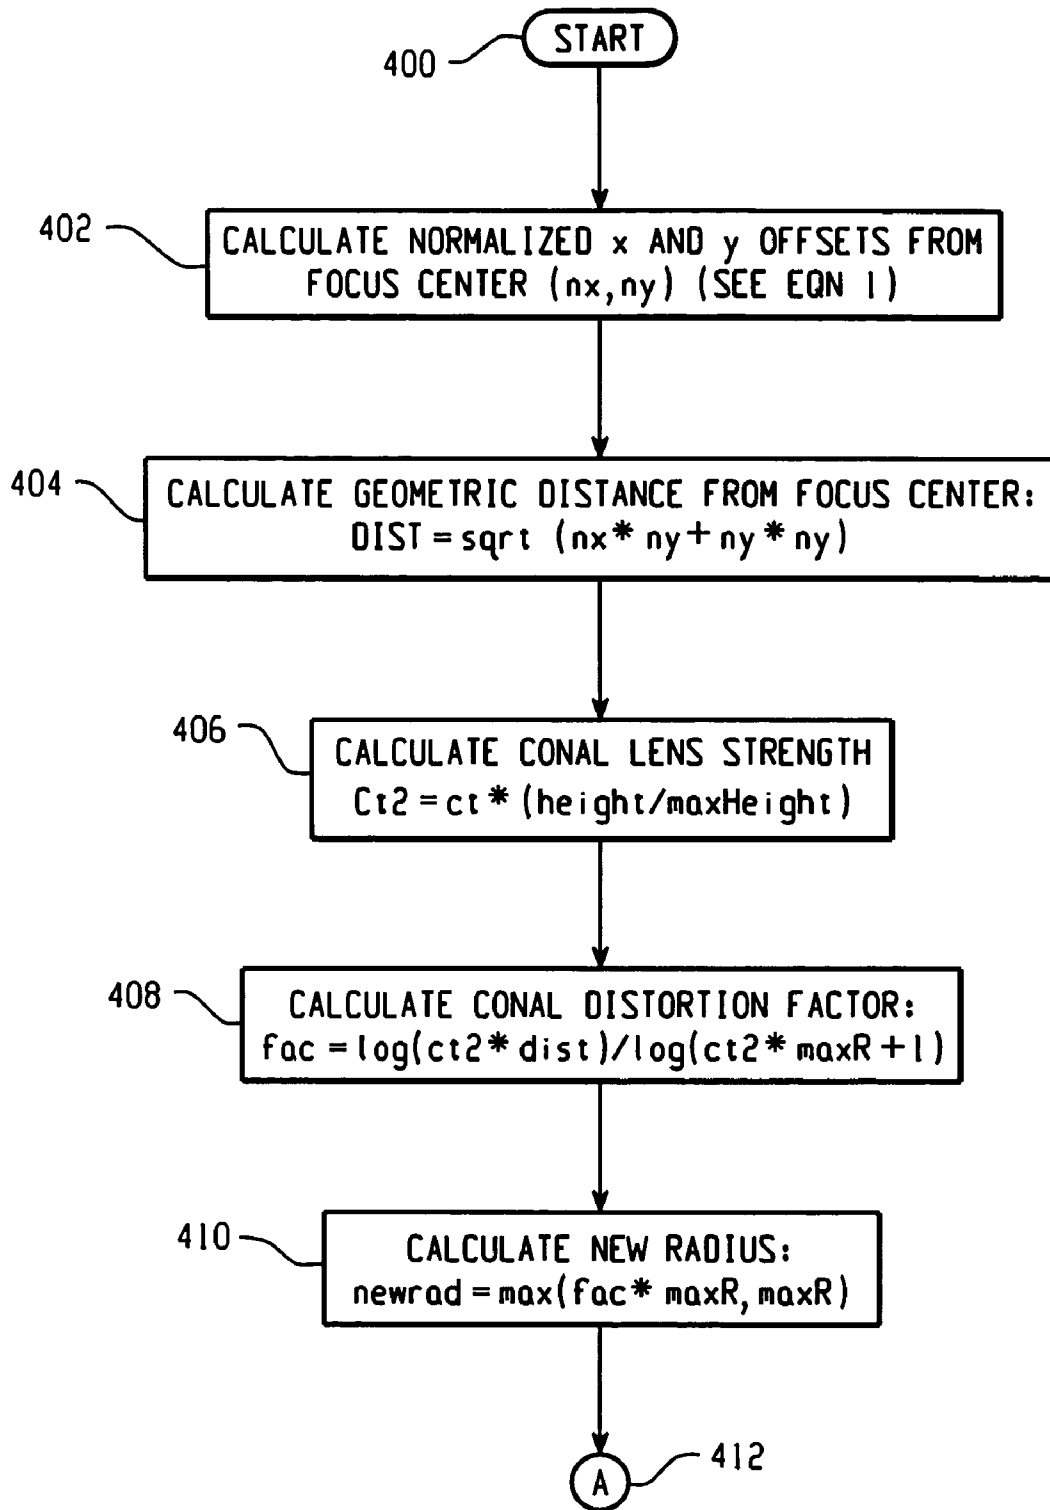 START
400
402
CALCULATE NORMALIZED x AND y OFFSETS FROM
FOCUS CENTER (nx,ny) (SEE EQN 1)
404
CALCULATE GEOMETRIC DISTANCE FROM FOCUS CENTER:
DIST = sqrt (nx* ny+ny* ny)
406
CALCULATE CONAL LENS STRENGTH
Ct2 = ct* (height/maxHeight)
408
CALCULATE CONAL DISTORTION FACTOR:
fac = log(ct2* dist)/log(ct2* maxR+1)
410
CALCULATE NEW RADIUS:
newrad = max(fac* maxR, maxR)
A
412